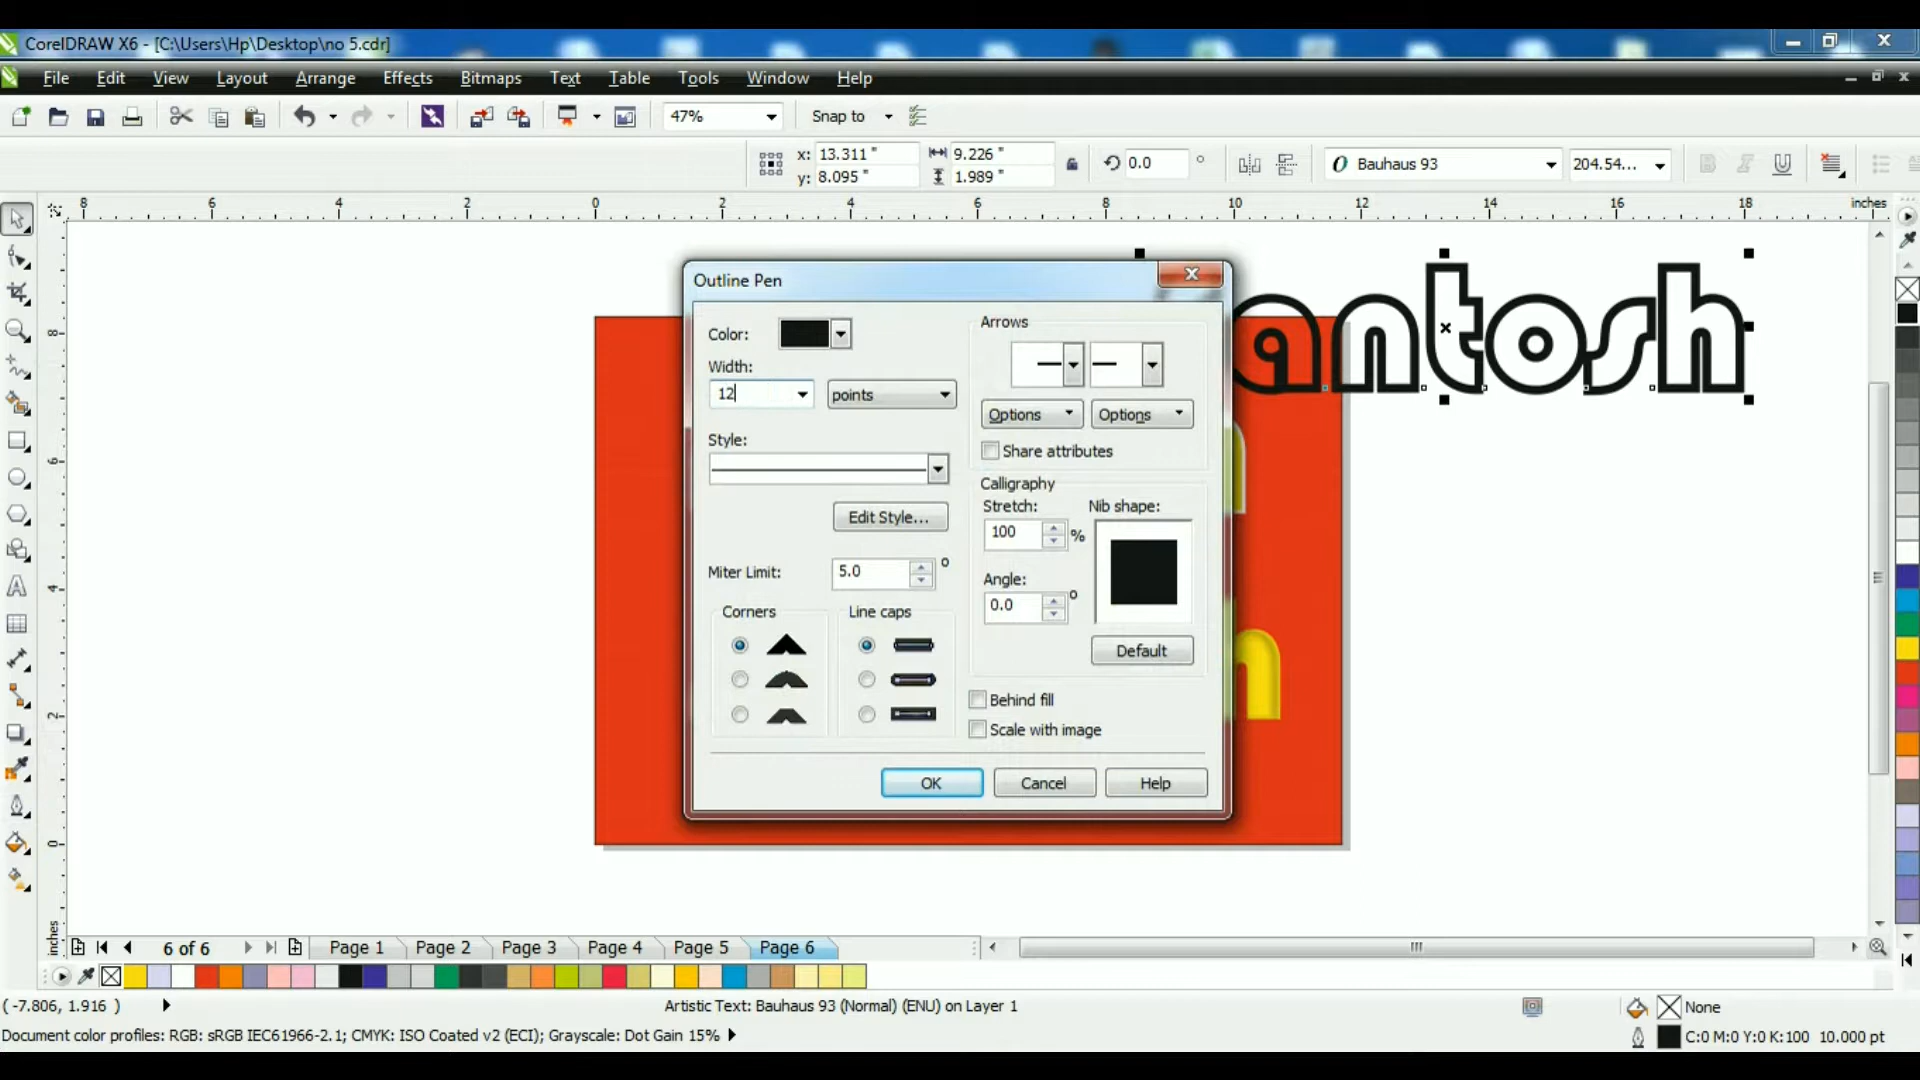 CorelDRAW X6 - [C:\Users\Hp\Desktop\no 5.cdr]
File Edit View Layout Arrange Effects Bitmaps Text Table Tools Window Help
47% Snap to
x: 13.311 " 9.226 " 0.0 ° Bauhaus 93 204.54...
y: 8.095 " 1.989 "
8 6 4 2 0 2 4 6 8 10 12 14 16 18 inches
8
6
4
2
0
inches
antosh
n
n
Outline Pen
Color:
Width:
12 points
Style:
Edit Style...
Miter Limit: 5.0 °
Corners Line caps
Arrows
Options Options
Share attributes
Calligraphy
Stretch: Nib shape:
100 %
Angle:
0.0 °
Default
Behind fill
Scale with image
OK Cancel Help
6 of 6 Page 1 Page 2 Page 3 Page 4 Page 5 Page 6
( -7.806, 1.916 ) Artistic Text: Bauhaus 93 (Normal) (ENU) on Layer 1 None
Document color profiles: RGB: sRGB IEC61966-2.1; CMYK: ISO Coated v2 (ECI); Grayscale: Dot Gain 15% C:0 M:0 Y:0 K:100 10.000 pt